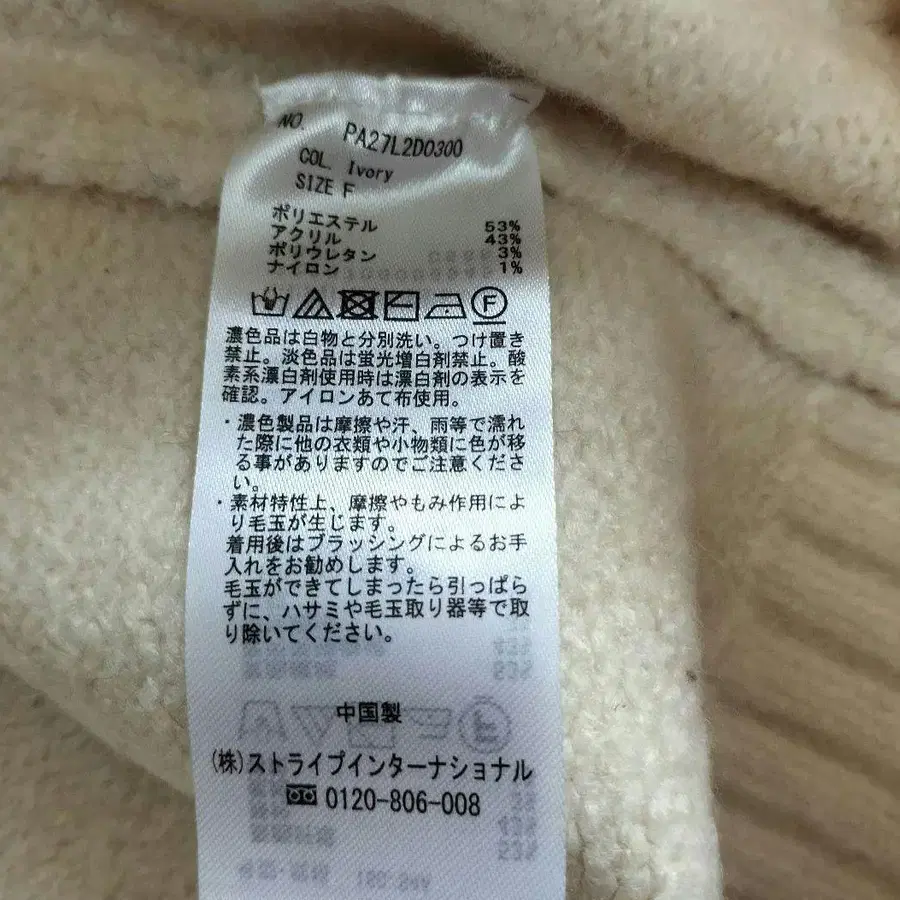 NO. PA27L2D0300
COL. Ivory
SIZE F
ポリエステル 53%
アクリル 43%
ポリウレタン 3%
ナイロン 1%
F
濃色品は白物と分別洗い。つけ置き
禁止。淡色品は蛍光増白剤禁止。酸
素系漂白剤使用時は漂白剤の表示を
確認。アイロンあて布使用。
・濃色製品は摩擦や汗、雨等で濡れ
た際に他の衣類や小物類に色が移
る事がありますのでご注意くださ
い。
・素材特性上、摩擦やもみ作用によ
り毛玉が生じます。
着用後はブラッシングによるお手
入れをお勧めします。
毛玉ができてしまったら引っぱら
ずに、ハサミや毛玉取り器等で取
り除いてください。
中国製
(株)ストライプインターナショナル
0120-806-008